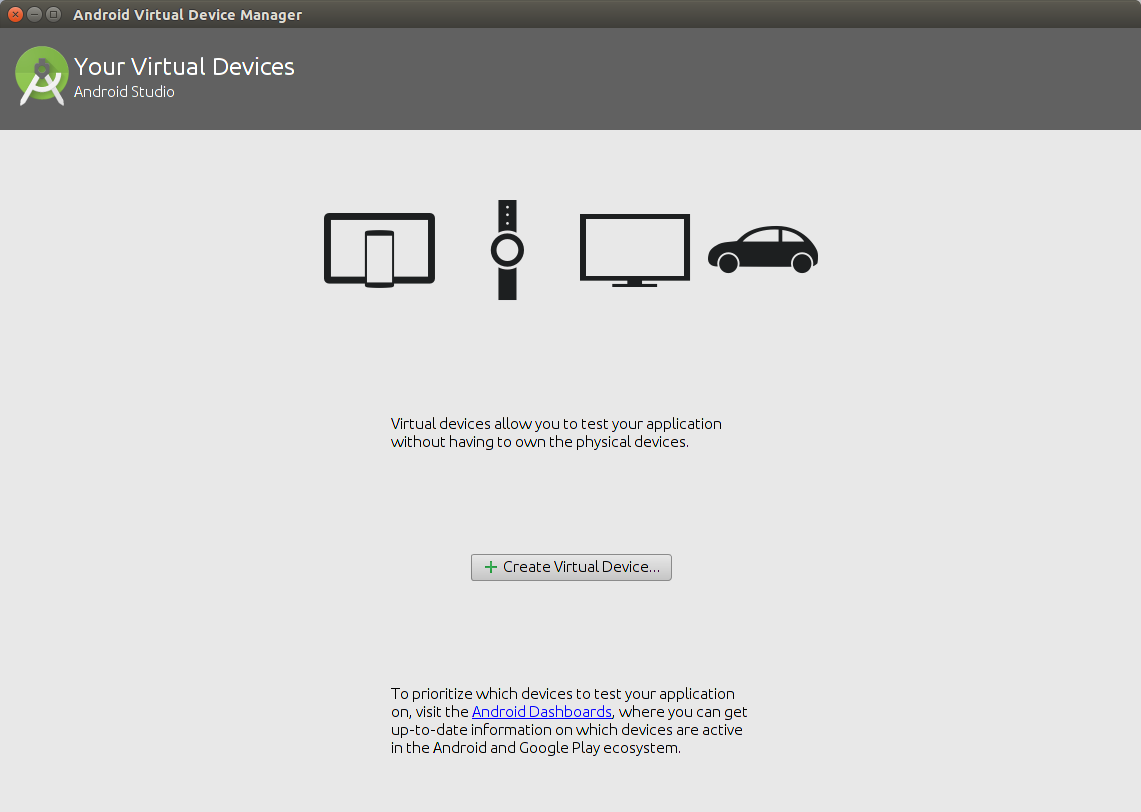 Android Virtual Device Manager
Your Virtual Devices
Android Studio
Virtual devices allow you to test your application
without having to own the physical devices.
Create Virtual Device...
To prioritize which devices to test your application
on, visit the Android Dashboards, where you can get
up-to-date information on which devices are active
in the Android and Google Play ecosystem.